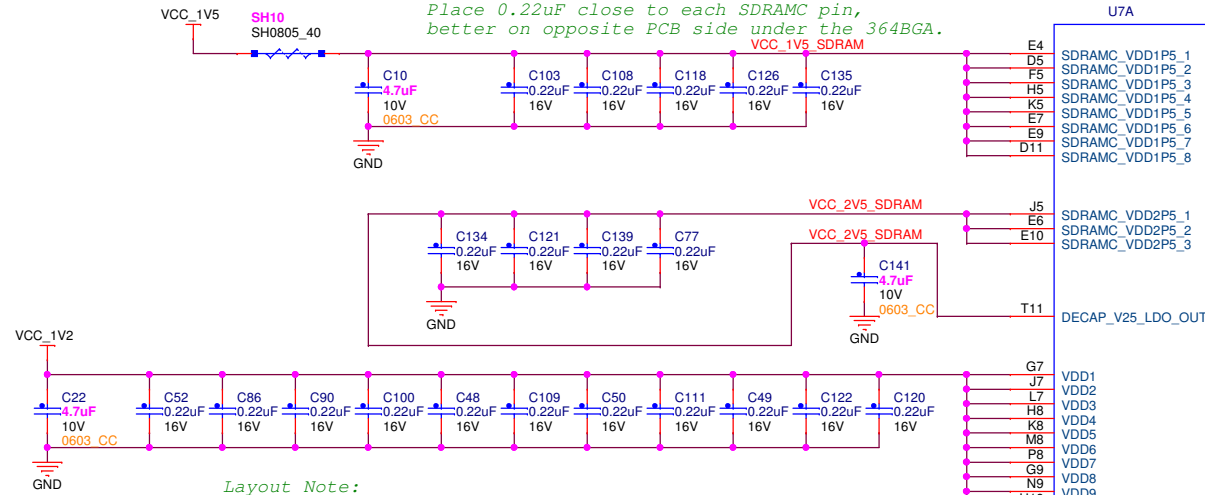 Place 0.22uF close to each SDRAMC pin,
better on opposite PCB side under the 364BGA.
U7A
VCC_1V5
SH10
SH0805_40
VCC_1V5_SDRAM
E4 SDRAMC_VDD1P5_1
D5 SDRAMC_VDD1P5_2
F5 SDRAMC_VDD1P5_3
H5 SDRAMC_VDD1P5_4
K5 SDRAMC_VDD1P5_5
E7 SDRAMC_VDD1P5_6
E9 SDRAMC_VDD1P5_7
D11 SDRAMC_VDD1P5_8
C10 C103 C108 C118 C126 C135
4.7uF 0.22uF 0.22uF 0.22uF 0.22uF 0.22uF
10V 16V 16V 16V 16V 16V
0603_CC
GND
VCC_2V5_SDRAM
J5 SDRAMC_VDD2P5_1
E6 SDRAMC_VDD2P5_2
E10 SDRAMC_VDD2P5_3
VCC_2V5_SDRAM
C134 C121 C139 C77
0.22uF 0.22uF 0.22uF 0.22uF
16V 16V 16V 16V
GND
C141
4.7uF
10V
0603_CC
GND
T11 DECAP_V25_LDO_OUT
VCC_1V2
C22 C52 C86 C90 C100 C48 C109 C50 C111 C49 C122 C120
4.7uF 0.22uF 0.22uF 0.22uF 0.22uF 0.22uF 0.22uF 0.22uF 0.22uF 0.22uF 0.22uF 0.22uF
10V 16V 16V 16V 16V 16V 16V 16V 16V 16V 16V 16V
0603_CC
GND
G7 VDD1
J7 VDD2
L7 VDD3
H8 VDD4
K8 VDD5
M8 VDD6
P8 VDD7
G9 VDD8
N9 VDD9
Layout Note: